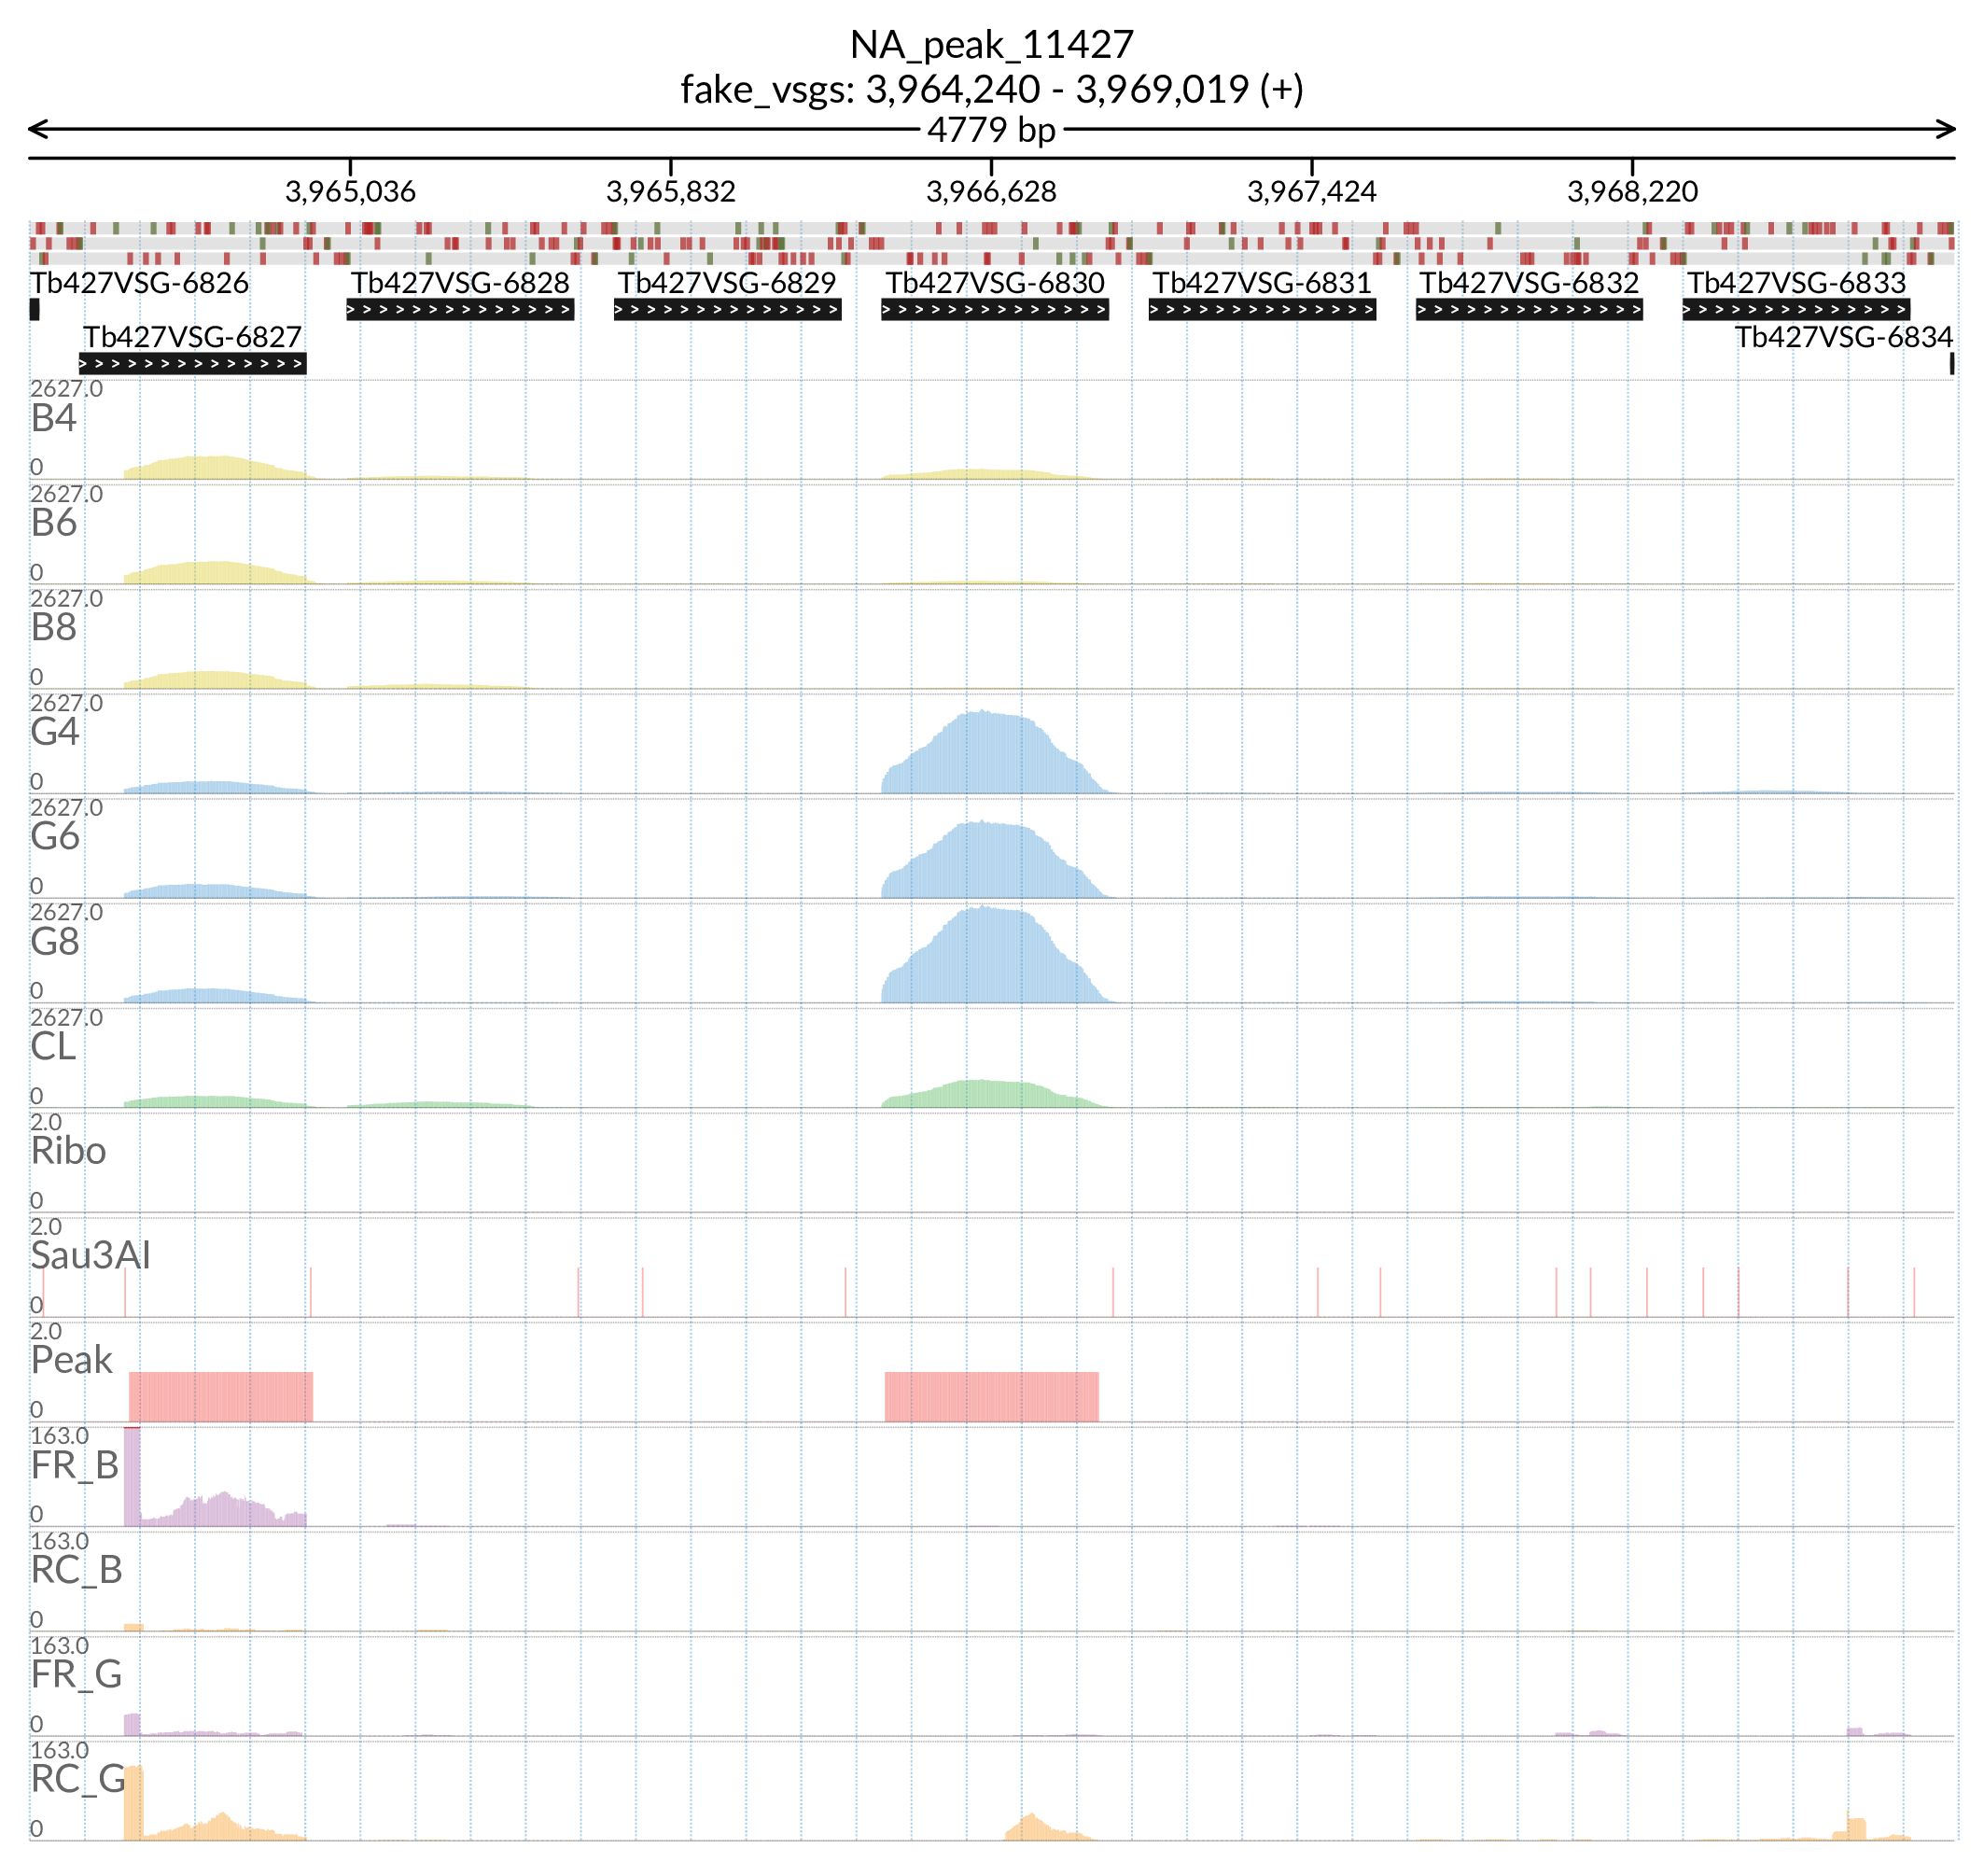 NA_peak_11427
fake_vsgs: 3,964,240 - 3,969,019 (+)
4779 bp
3,965,036 3,965,832 3,966,628 3,967,424 3,968,220
Tb427VSG-6826 Tb427VSG-6828 Tb427VSG-6829 Tb427VSG-6830 Tb427VSG-6831 Tb427VSG-6832 Tb427VSG-6833
Tb427VSG-6827 Tb427VSG-6834
2627.0
B4
0
2627.0
B6
0
2627.0
B8
0
2627.0
G4
0
2627.0
G6
0
2627.0
G8
0
2627.0
CL
0
2.0
Ribo
0
2.0
Sau3AI
0
2.0
Peak
0
163.0
FR_B
0
163.0
RC_B
0
163.0
FR_G
0
163.0
RC_G
0